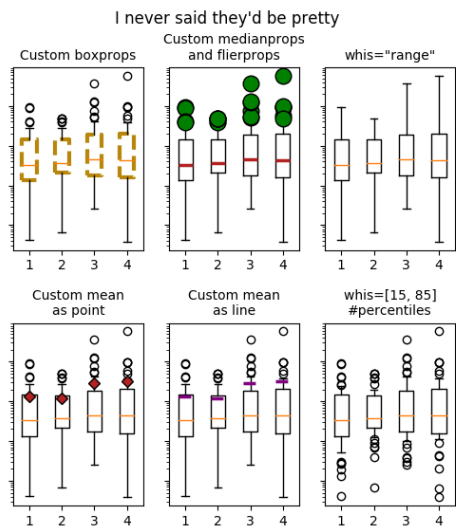 I never said they'd be pretty
Custom boxprops
Custom medianprops
and flierprops
whis="range"
1 2 3 4
1 2 3 4
1 2 3 4
Custom mean
as point
Custom mean
as line
whis=[15, 85]
#percentiles
1 2 3 4
1 2 3 4
1 2 3 4